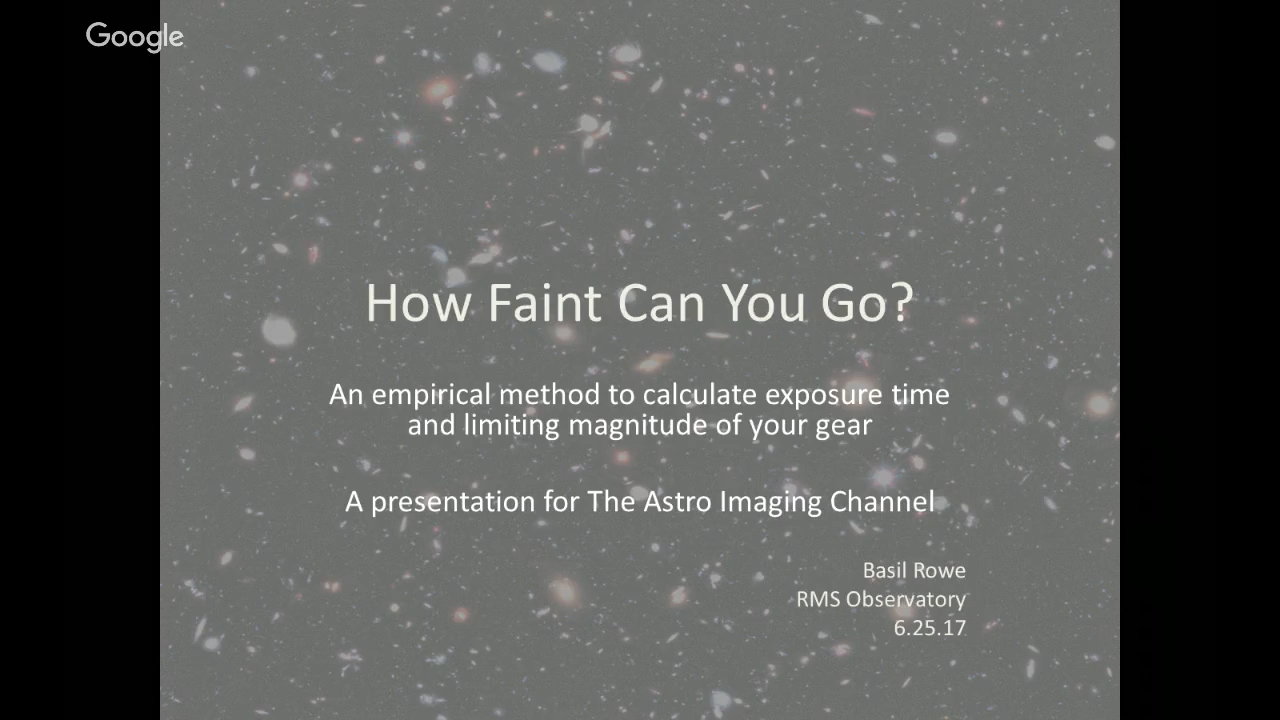 Google
How Faint Can You Go?
An empirical method to calculate exposure time
and limiting magnitude of your gear
A presentation for The Astro Imaging Channel
Basil Rowe
RMS Observatory
6.25.17